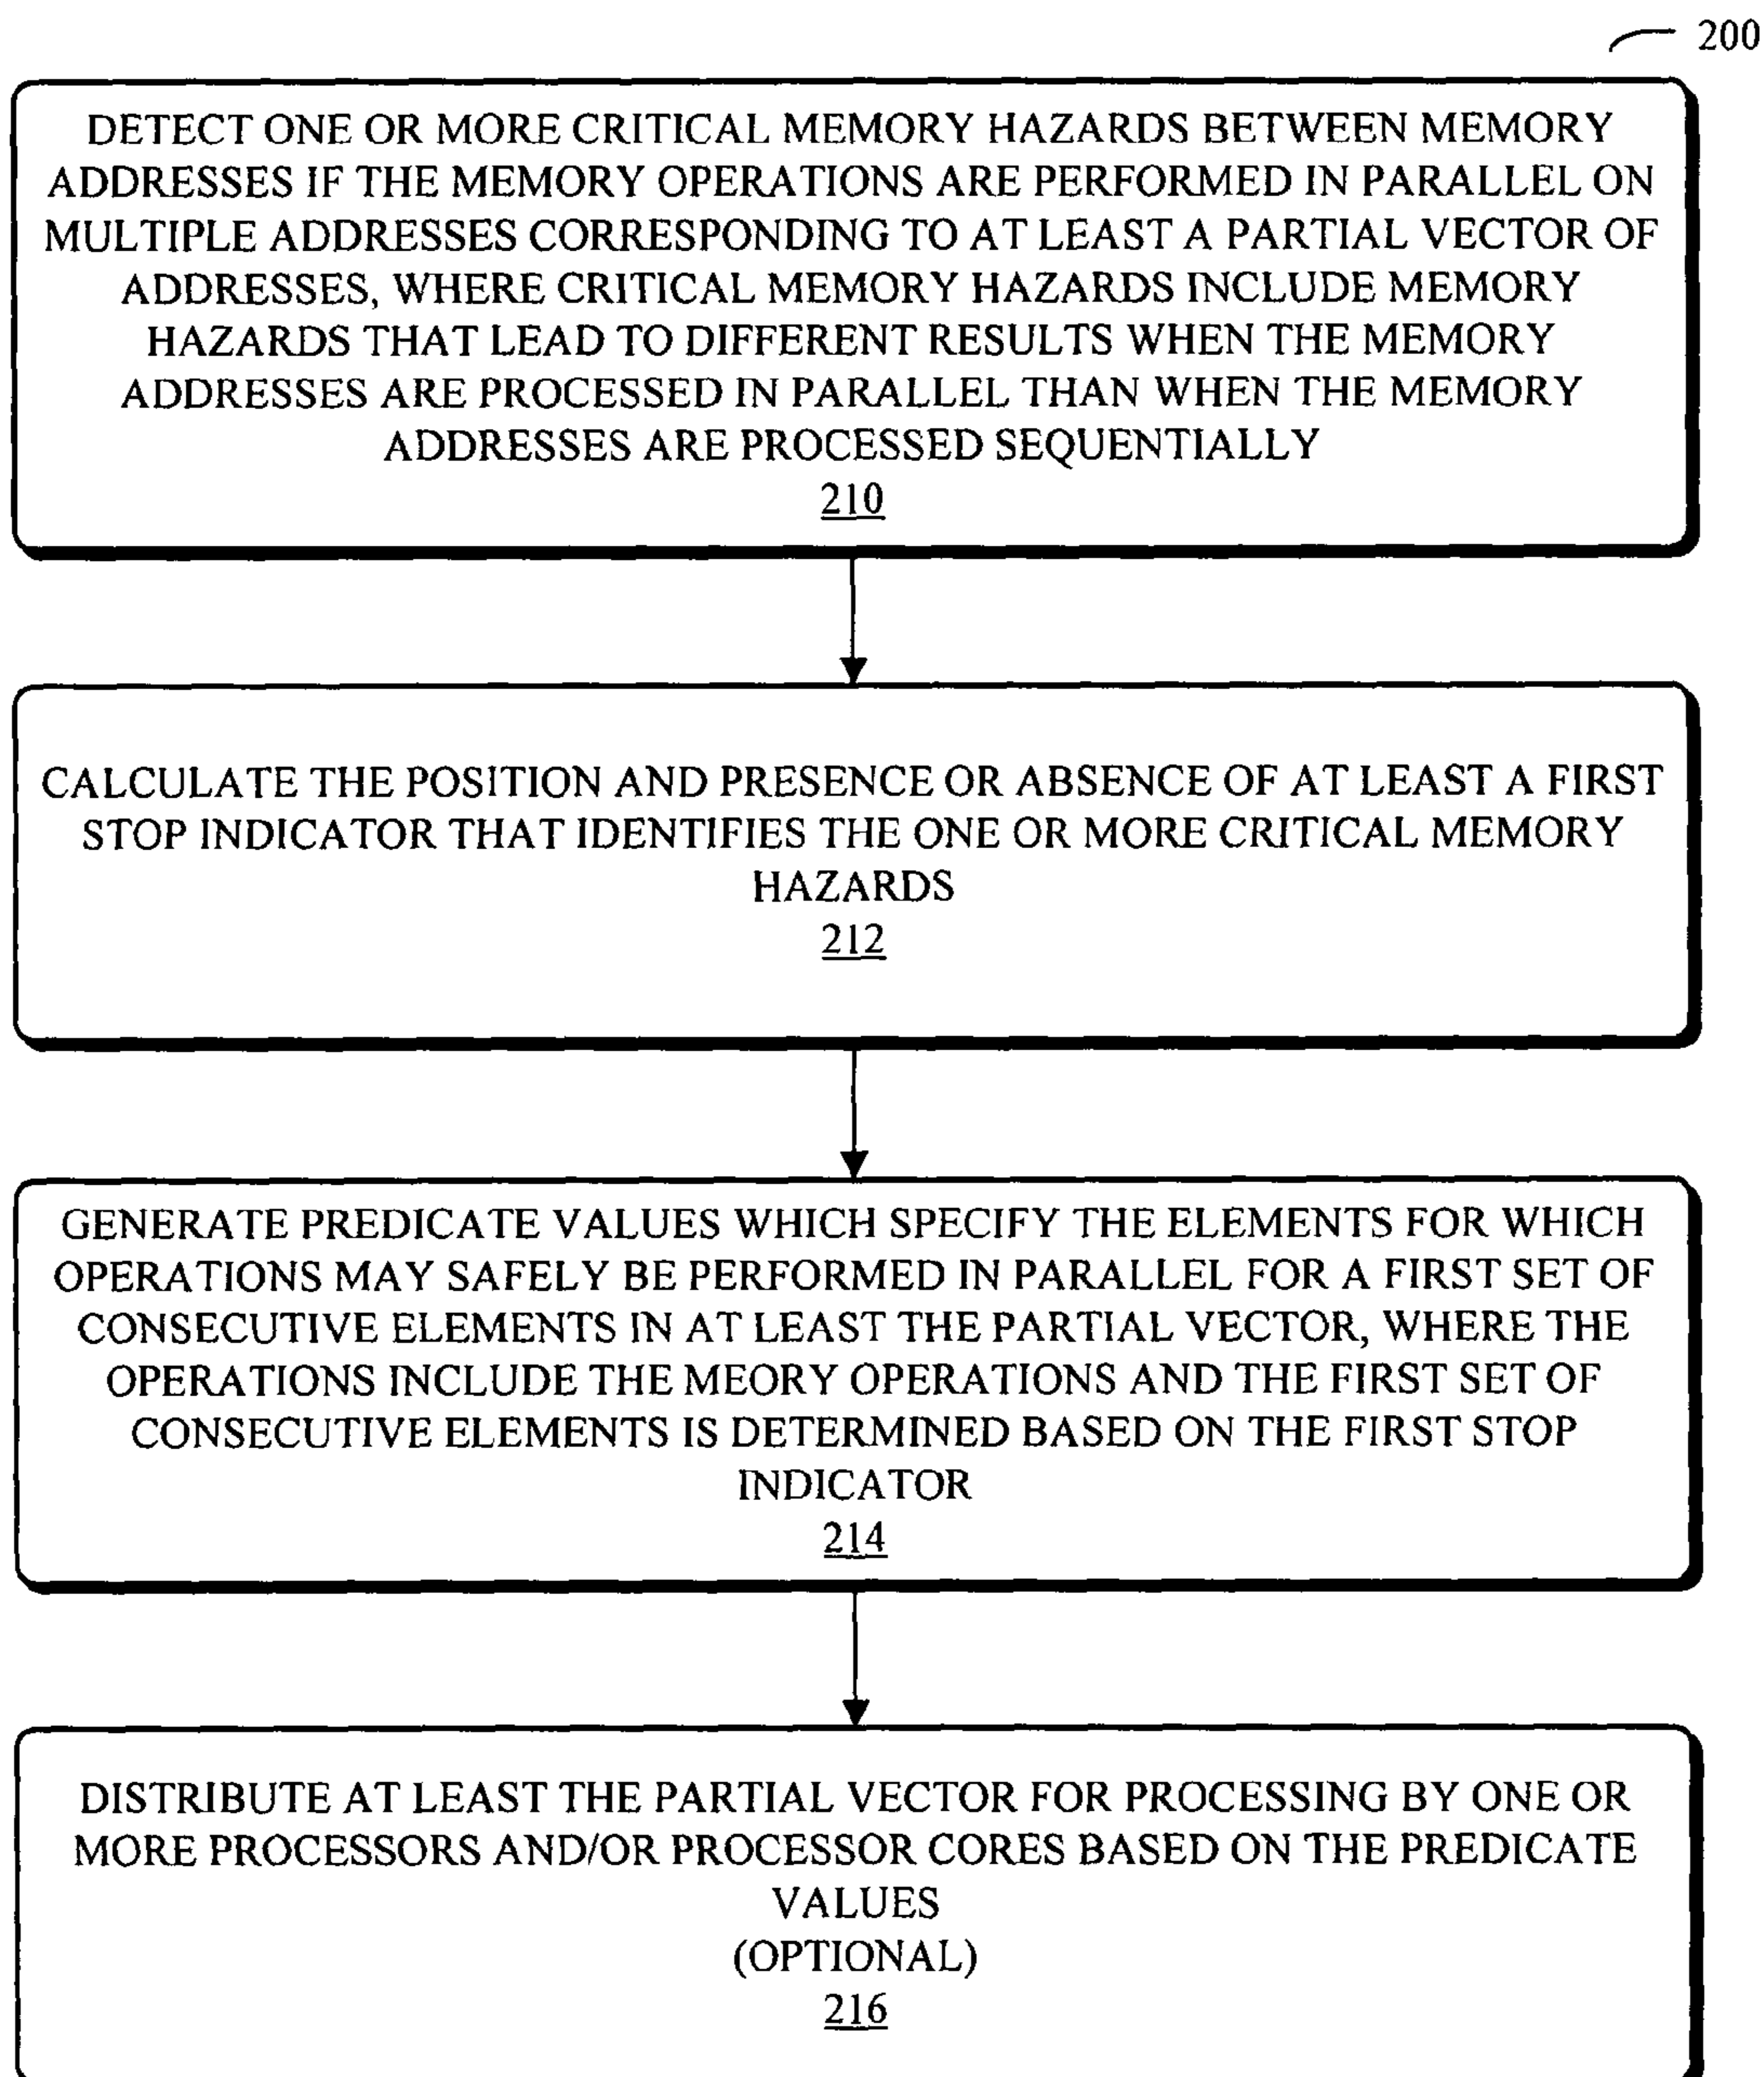 200
DETECT ONE OR MORE CRITICAL MEMORY HAZARDS BETWEEN MEMORY
ADDRESSES IF THE MEMORY OPERATIONS ARE PERFORMED IN PARALLEL ON
MULTIPLE ADDRESSES CORRESPONDING TO AT LEAST A PARTIAL VECTOR OF
ADDRESSES, WHERE CRITICAL MEMORY HAZARDS INCLUDE MEMORY
HAZARDS THAT LEAD TO DIFFERENT RESULTS WHEN THE MEMORY
ADDRESSES ARE PROCESSED IN PARALLEL THAN WHEN THE MEMORY
ADDRESSES ARE PROCESSED SEQUENTIALLY
210
CALCULATE THE POSITION AND PRESENCE OR ABSENCE OF AT LEAST A FIRST
STOP INDICATOR THAT IDENTIFIES THE ONE OR MORE CRITICAL MEMORY
HAZARDS
212
GENERATE PREDICATE VALUES WHICH SPECIFY THE ELEMENTS FOR WHICH
OPERATIONS MAY SAFELY BE PERFORMED IN PARALLEL FOR A FIRST SET OF
CONSECUTIVE ELEMENTS IN AT LEAST THE PARTIAL VECTOR, WHERE THE
OPERATIONS INCLUDE THE MEORY OPERATIONS AND THE FIRST SET OF
CONSECUTIVE ELEMENTS IS DETERMINED BASED ON THE FIRST STOP
INDICATOR
214
DISTRIBUTE AT LEAST THE PARTIAL VECTOR FOR PROCESSING BY ONE OR
MORE PROCESSORS AND/OR PROCESSOR CORES BASED ON THE PREDICATE
VALUES
(OPTIONAL)
216